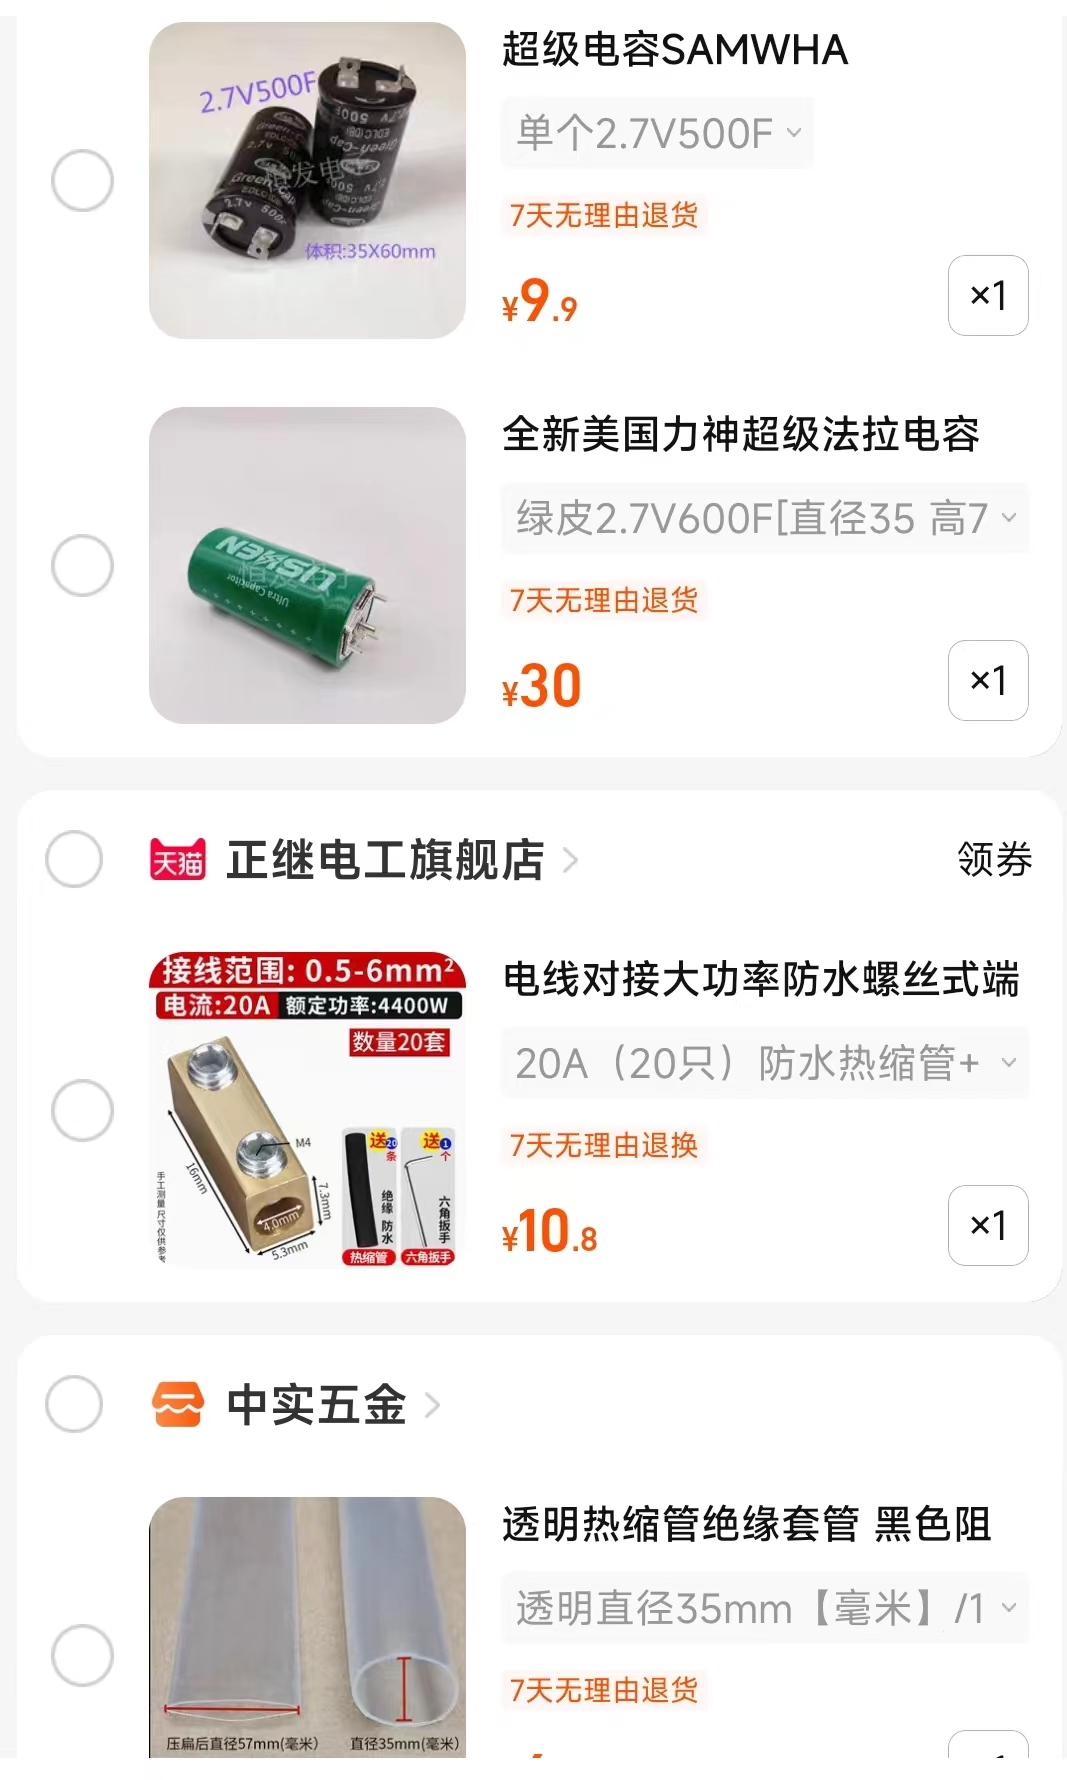 超级电容SAMWHA
2.7V500F
体积:35X60mm
单个2.7V500F
7天无理由退货
¥9.9
×1
全新美国力神超级法拉电容
LISHEN
Ultra Capacitor
绿皮2.7V600F[直径35 高7
7天无理由退货
¥30
×1
天猫 正继电工旗舰店
领券
接线范围: 0.5-6mm²
电流:20A 额定功率:4400W
数量20套
M4
16mm
7.3mm
4.0mm
5.3mm
手工测量尺寸仅供参考
送20条
绝缘 防水
热缩管
送1个
六角扳手
六角扳手
电线对接大功率防水螺丝式端
20A（20只）防水热缩管+
7天无理由退换
¥10.8
×1
中实五金
压扁后直径57mm(毫米)
直径35mm(毫米)
透明热缩管绝缘套管 黑色阻
透明直径35mm【毫米】/1
7天无理由退货